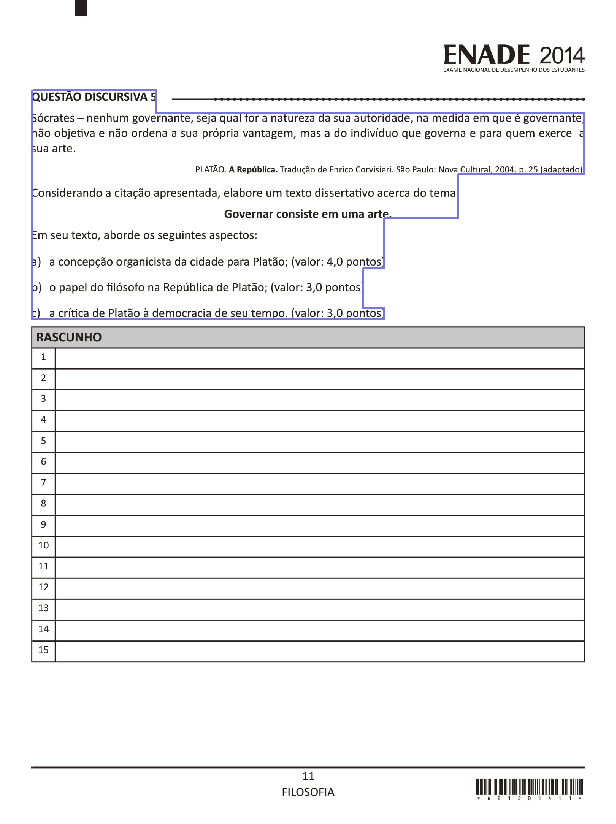 ENADE 2014
EXAME NACIONAL DE DESEMPENHO DOS ESTUDANTES
QUESTÃO DISCURSIVA 5
Sócrates – nenhum governante, seja qual for a natureza da sua autoridade, na medida em que é governante,
não objetiva e não ordena a sua própria vantagem, mas a do indivíduo que governa e para quem exerce a
sua arte.
PLATÃO. A República. Tradução de Enrico Corvisieri. São Paulo: Nova Cultural, 2004. p. 25 (adaptado).
Considerando a citação apresentada, elabore um texto dissertativo acerca do tema
Governar consiste em uma arte.
Em seu texto, aborde os seguintes aspectos:
a) a concepção organicista da cidade para Platão; (valor: 4,0 pontos)
b) o papel do filósofo na República de Platão; (valor: 3,0 pontos)
c) a crítica de Platão à democracia de seu tempo. (valor: 3,0 pontos)
RASCUNHO
1
2
3
4
5
6
7
8
9
10
11
12
13
14
15
11
FILOSOFIA